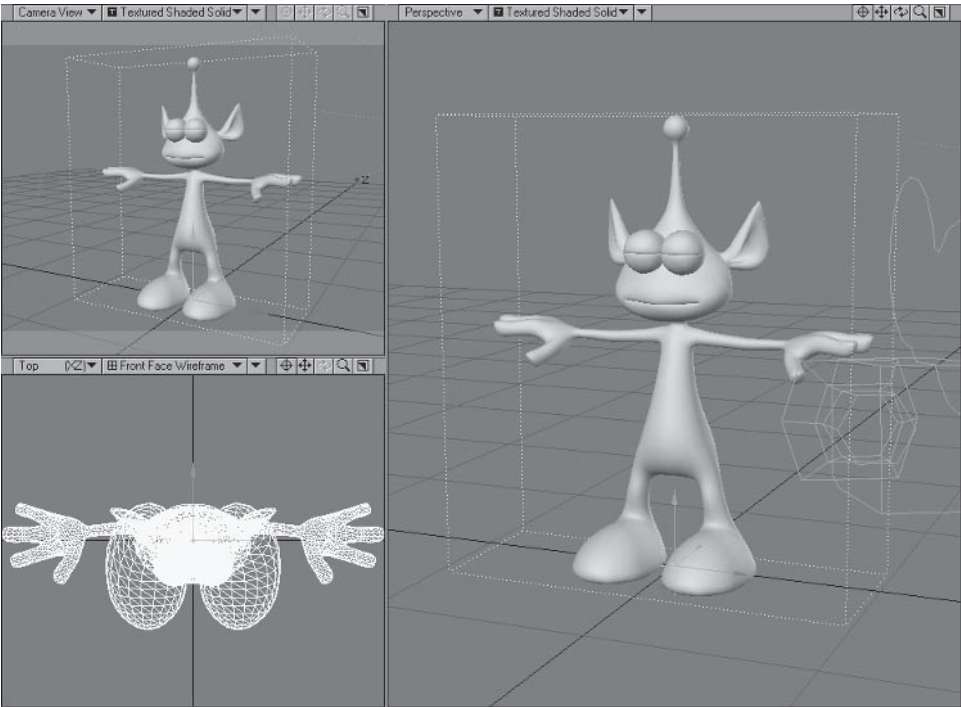 Camera View Textured Shaded Solid
Perspective Textured Shaded Solid
Z
Top (XZ) Front Face Wireframe